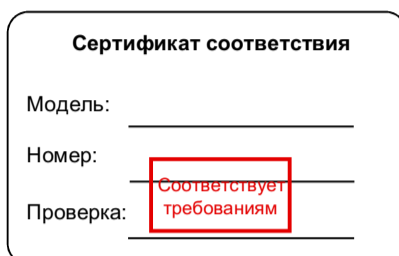 Сертификат соответствия
Модель:
Номер:
Соответствует
требованиям
Проверка: